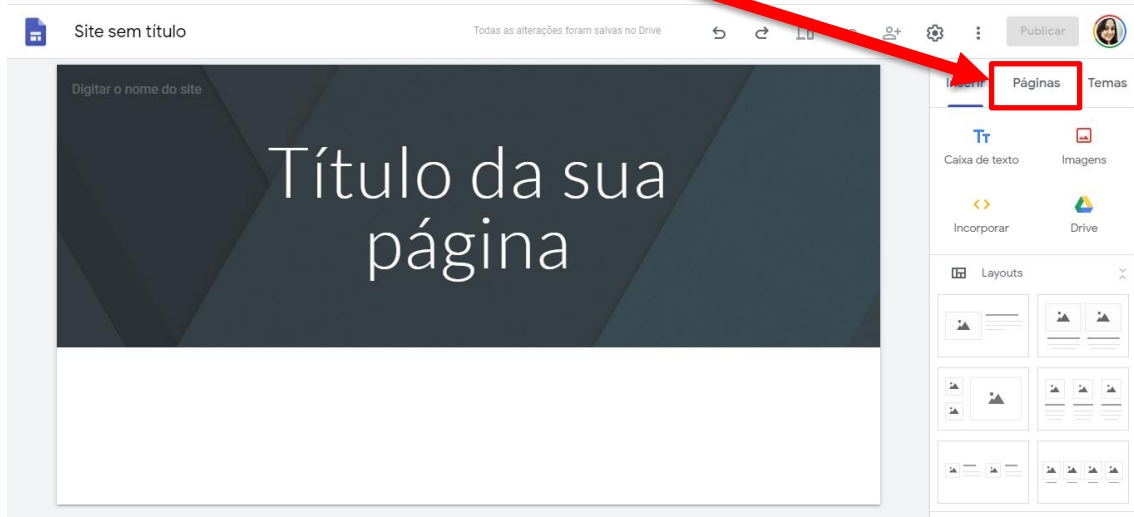 Site sem título
Todas as alterações foram salvas no Drive
Publicar
Digitar o nome do site
Título da sua
página
Inserir Páginas Temas
Caixa de texto Imagens
Incorporar Drive
Layouts